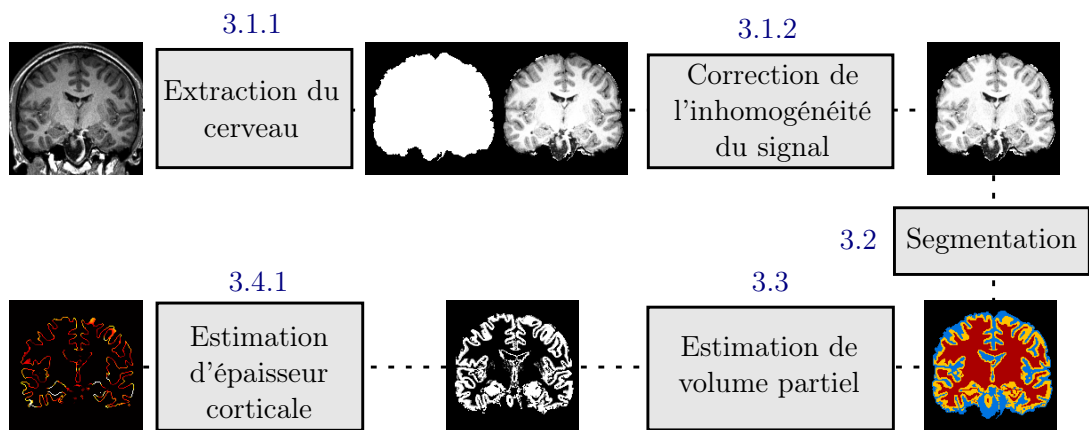 3.1.1
Extraction du
cerveau
3.1.2
Correction de
l'inhomogénéité
du signal
3.2
Segmentation
3.4.1
Estimation
d'épaisseur
corticale
3.3
Estimation de
volume partiel